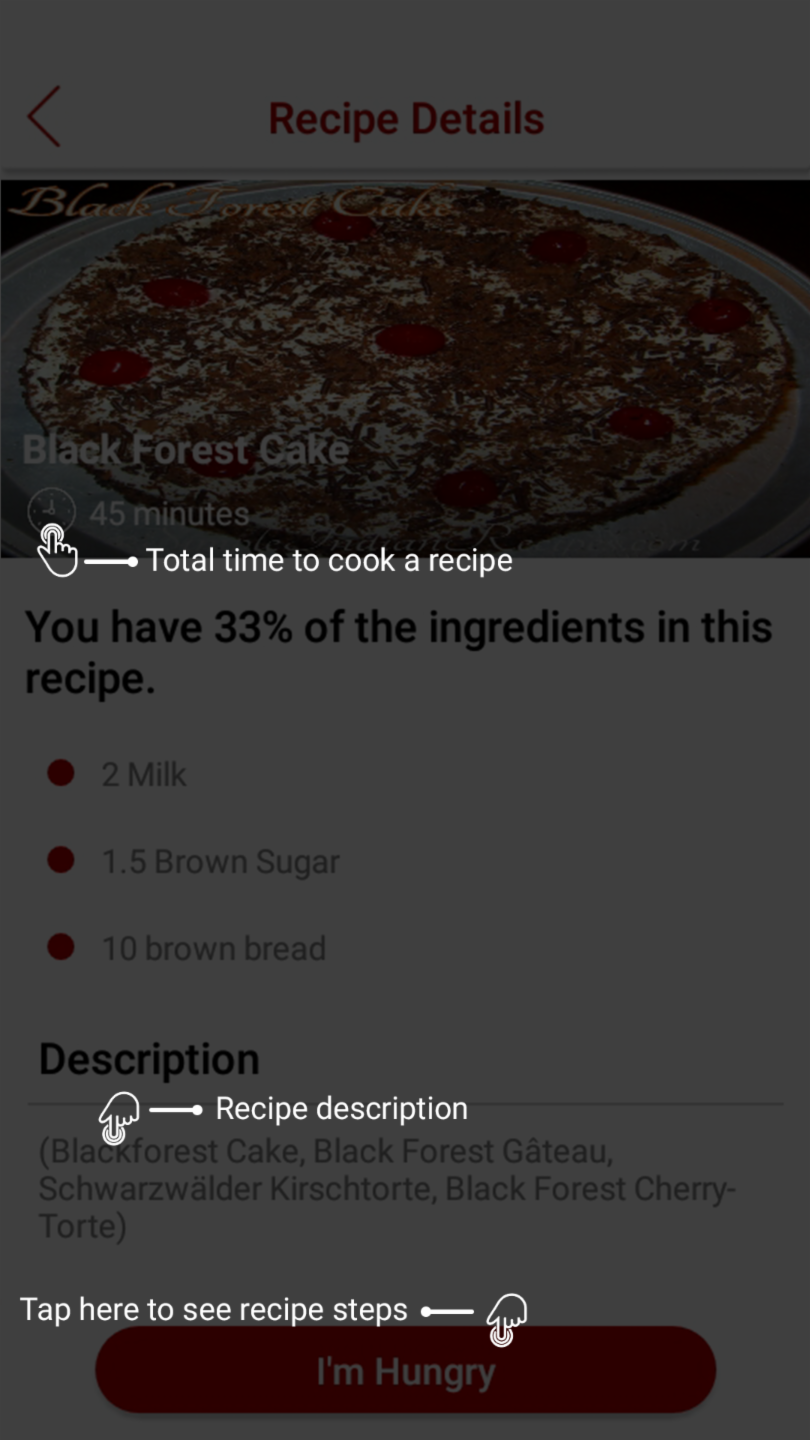 Recipe Details
Black Forest Cake
Black Forest Cake
45 minutes
Total time to cook a recipe
You have 33% of the ingredients in this
recipe.
2 Milk
1.5 Brown Sugar
10 brown bread
Description
Recipe description
(Blackforest Cake, Black Forest Gâteau,
Schwarzwälder Kirschtorte, Black Forest Cherry-
Torte)
Tap here to see recipe steps
I'm Hungry